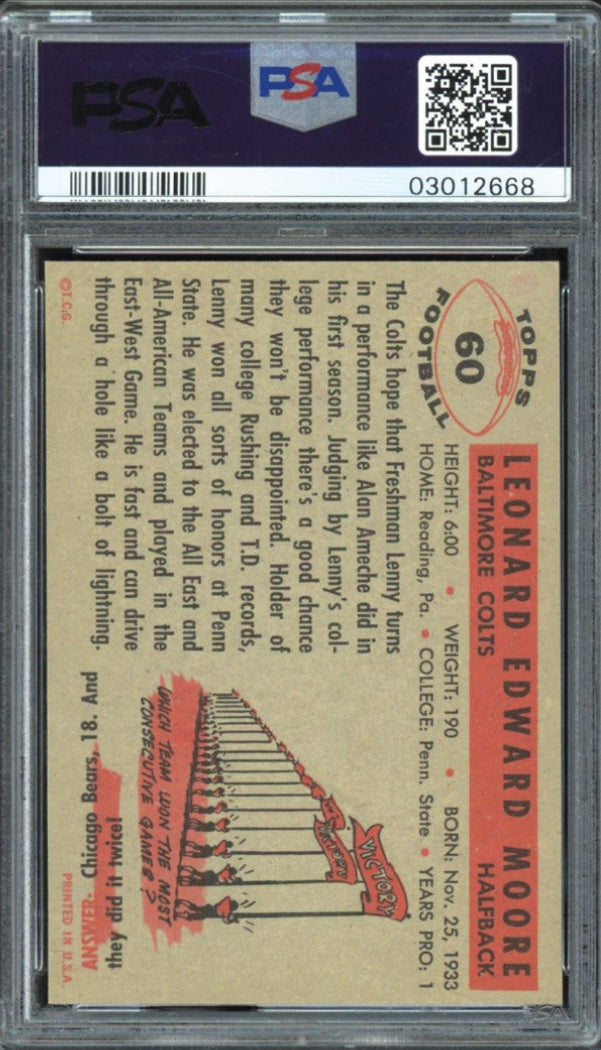 PSA
PSA
03012668
TOPPS
60
FOOTBALL
LEONARD EDWARD MOORE
BALTIMORE COLTS HALFBACK
HEIGHT: 6:00 • WEIGHT: 190 • BORN: Nov. 25, 1933
HOME: Reading, Pa. • COLLEGE: Penn. State • YEARS PRO: 1
The Colts hope that Freshman Lenny turns
in a performance like Alan Ameche did in
his first season. Judging by Lenny's col-
lege performance there's a good chance
they won't be disappointed. Holder of
many college Rushing and T.D. records,
Lenny won all sorts of honors at Penn
State. He was elected to the All East and
All-American Teams and played in the
East-West Game. He is fast and can drive
through a hole like a bolt of lightning.
©T.C.G.
VICTORY
VICTORY
WHICH TEAM WON THE MOST
CONSECUTIVE GAMES?
ANSWER- Chicago Bears, 18. And
they did it twice!
PRINTED IN U.S.A.